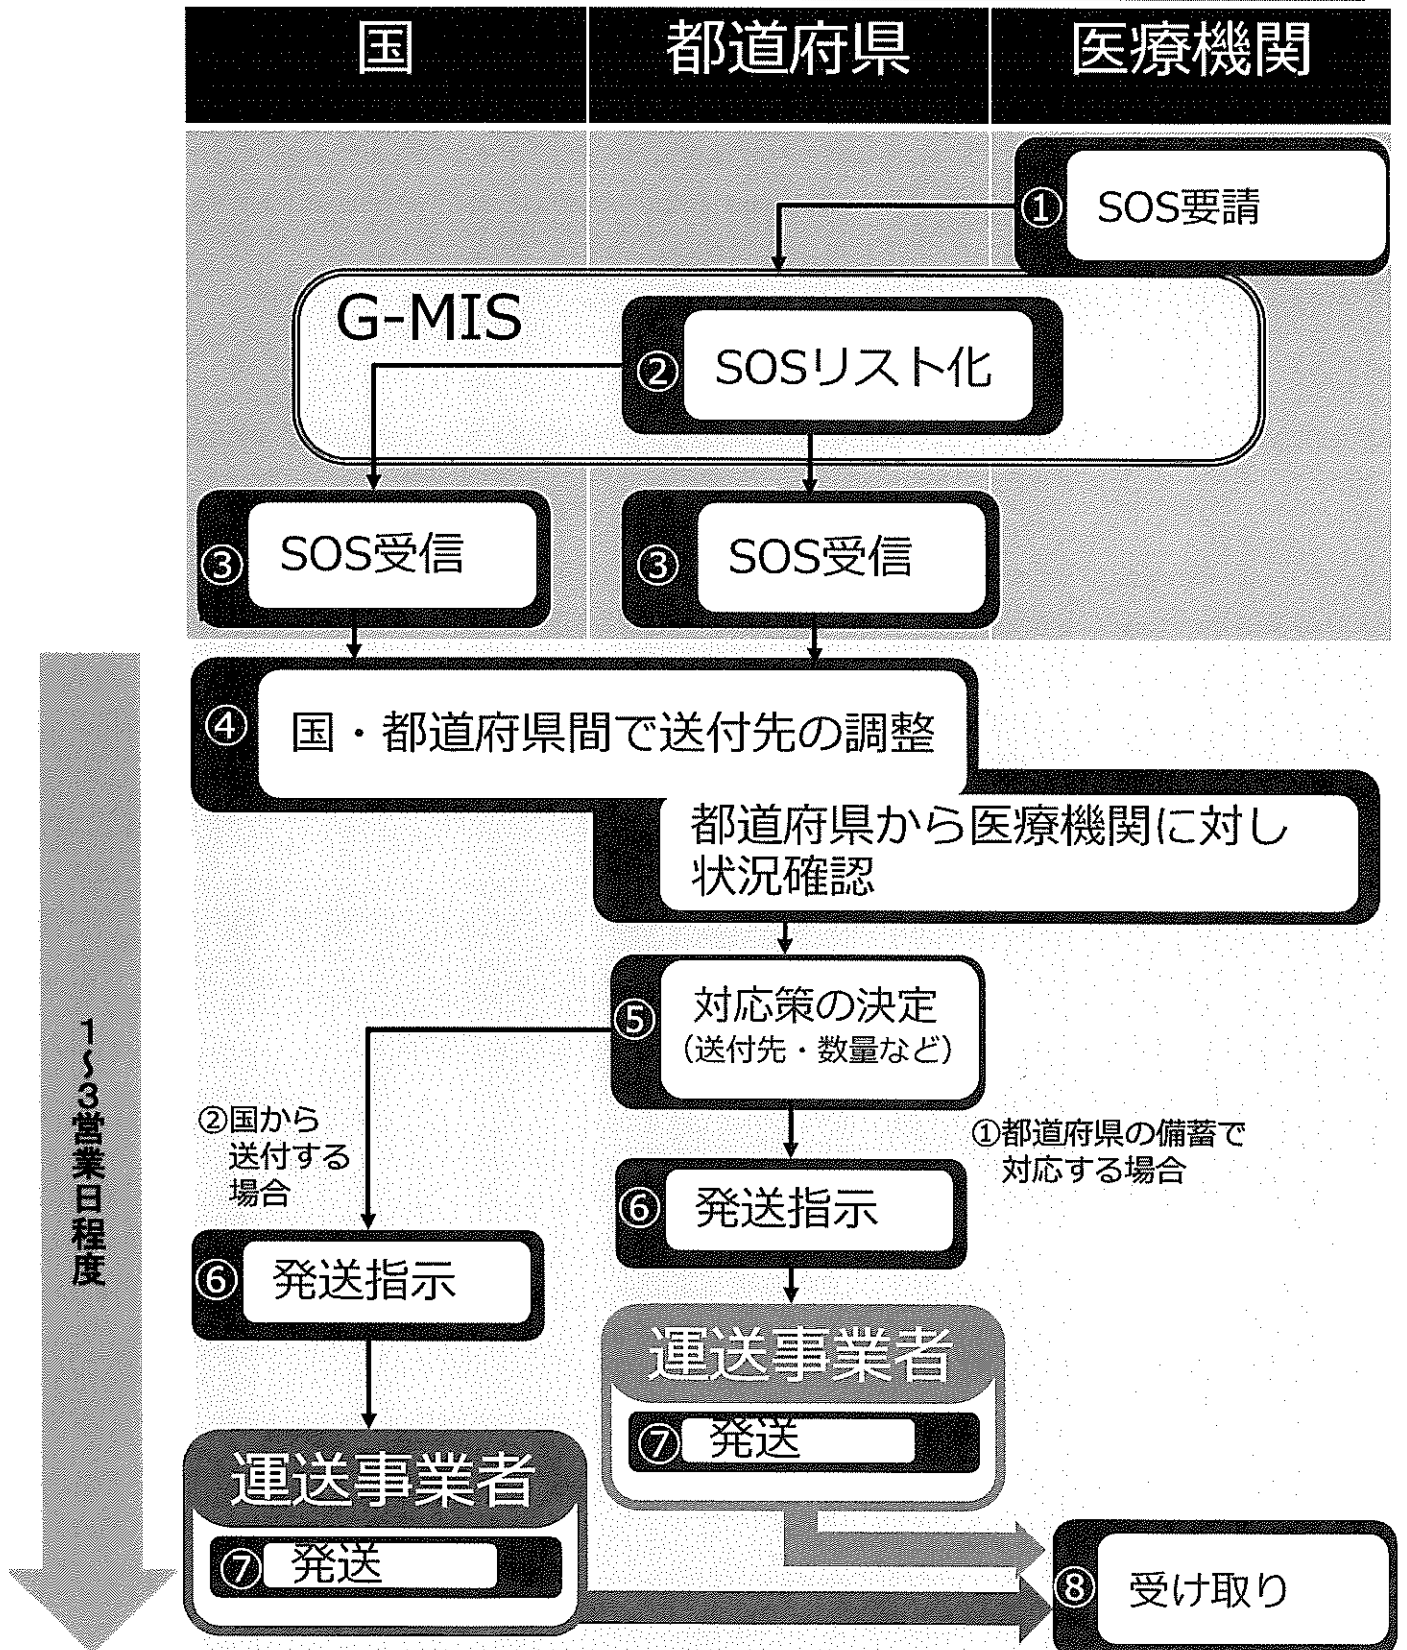 国
都道府県
医療機関
① SOS要請
G-MIS
② SOSリスト化
③ SOS受信
③ SOS受信
④ 国・都道府県間で送付先の調整
都道府県から医療機関に対し
状況確認
⑤ 対応策の決定
(送付先・数量など)
②国から
送付する
場合
①都道府県の備蓄で
対応する場合
⑥ 発送指示
⑥ 発送指示
運送事業者
⑦ 発送
運送事業者
⑦ 発送
⑧ 受け取り
1~3営業日程度